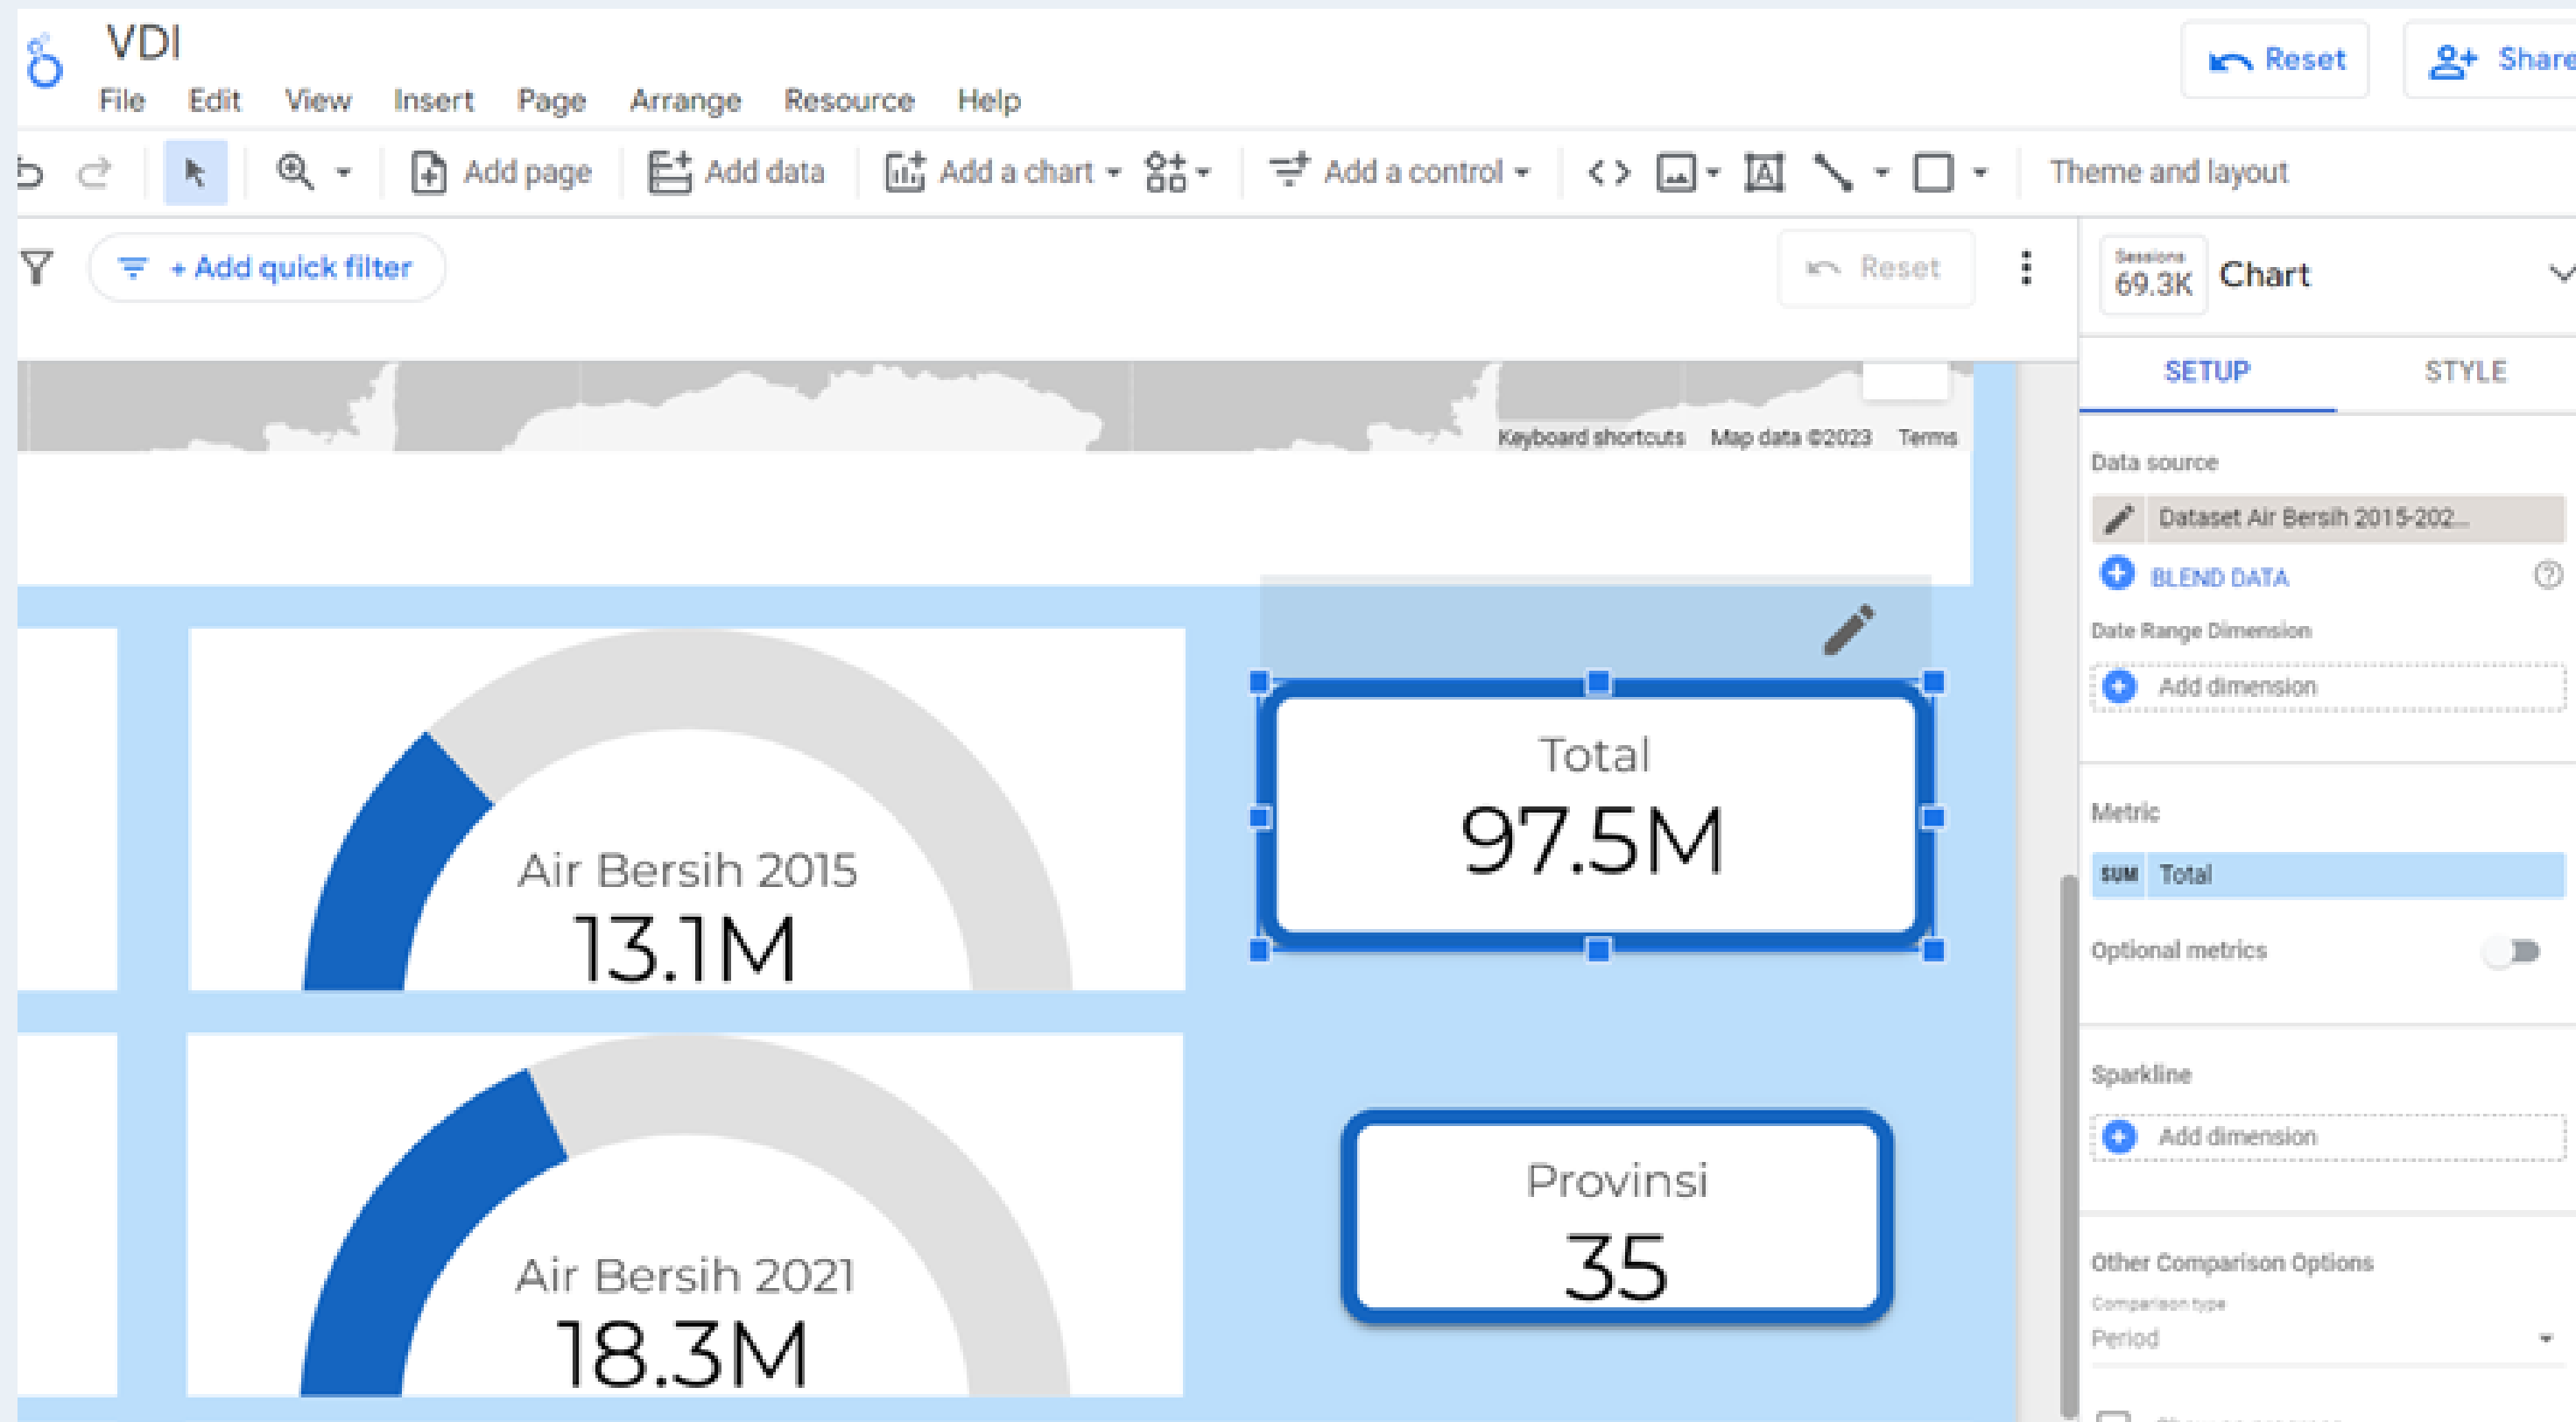 VDI
Reset
Share
File Edit View Insert Page Arrange Resource Help
Add page Add data Add a chart Add a control Theme and layout
+ Add quick filter
Reset
Sessions
69.3K
Chart
SETUP STYLE
Keyboard shortcuts Map data ©2023 Terms
Data source
Dataset Air Bersih 2015-202...
BLEND DATA
Date Range Dimension
Add dimension
Total
97.5M
Metric
SUM Total
Optional metrics
Air Bersih 2015
13.1M
Sparkline
Add dimension
Provinsi
35
Air Bersih 2021
18.3M
Other Comparison Options
Comparison type
Period